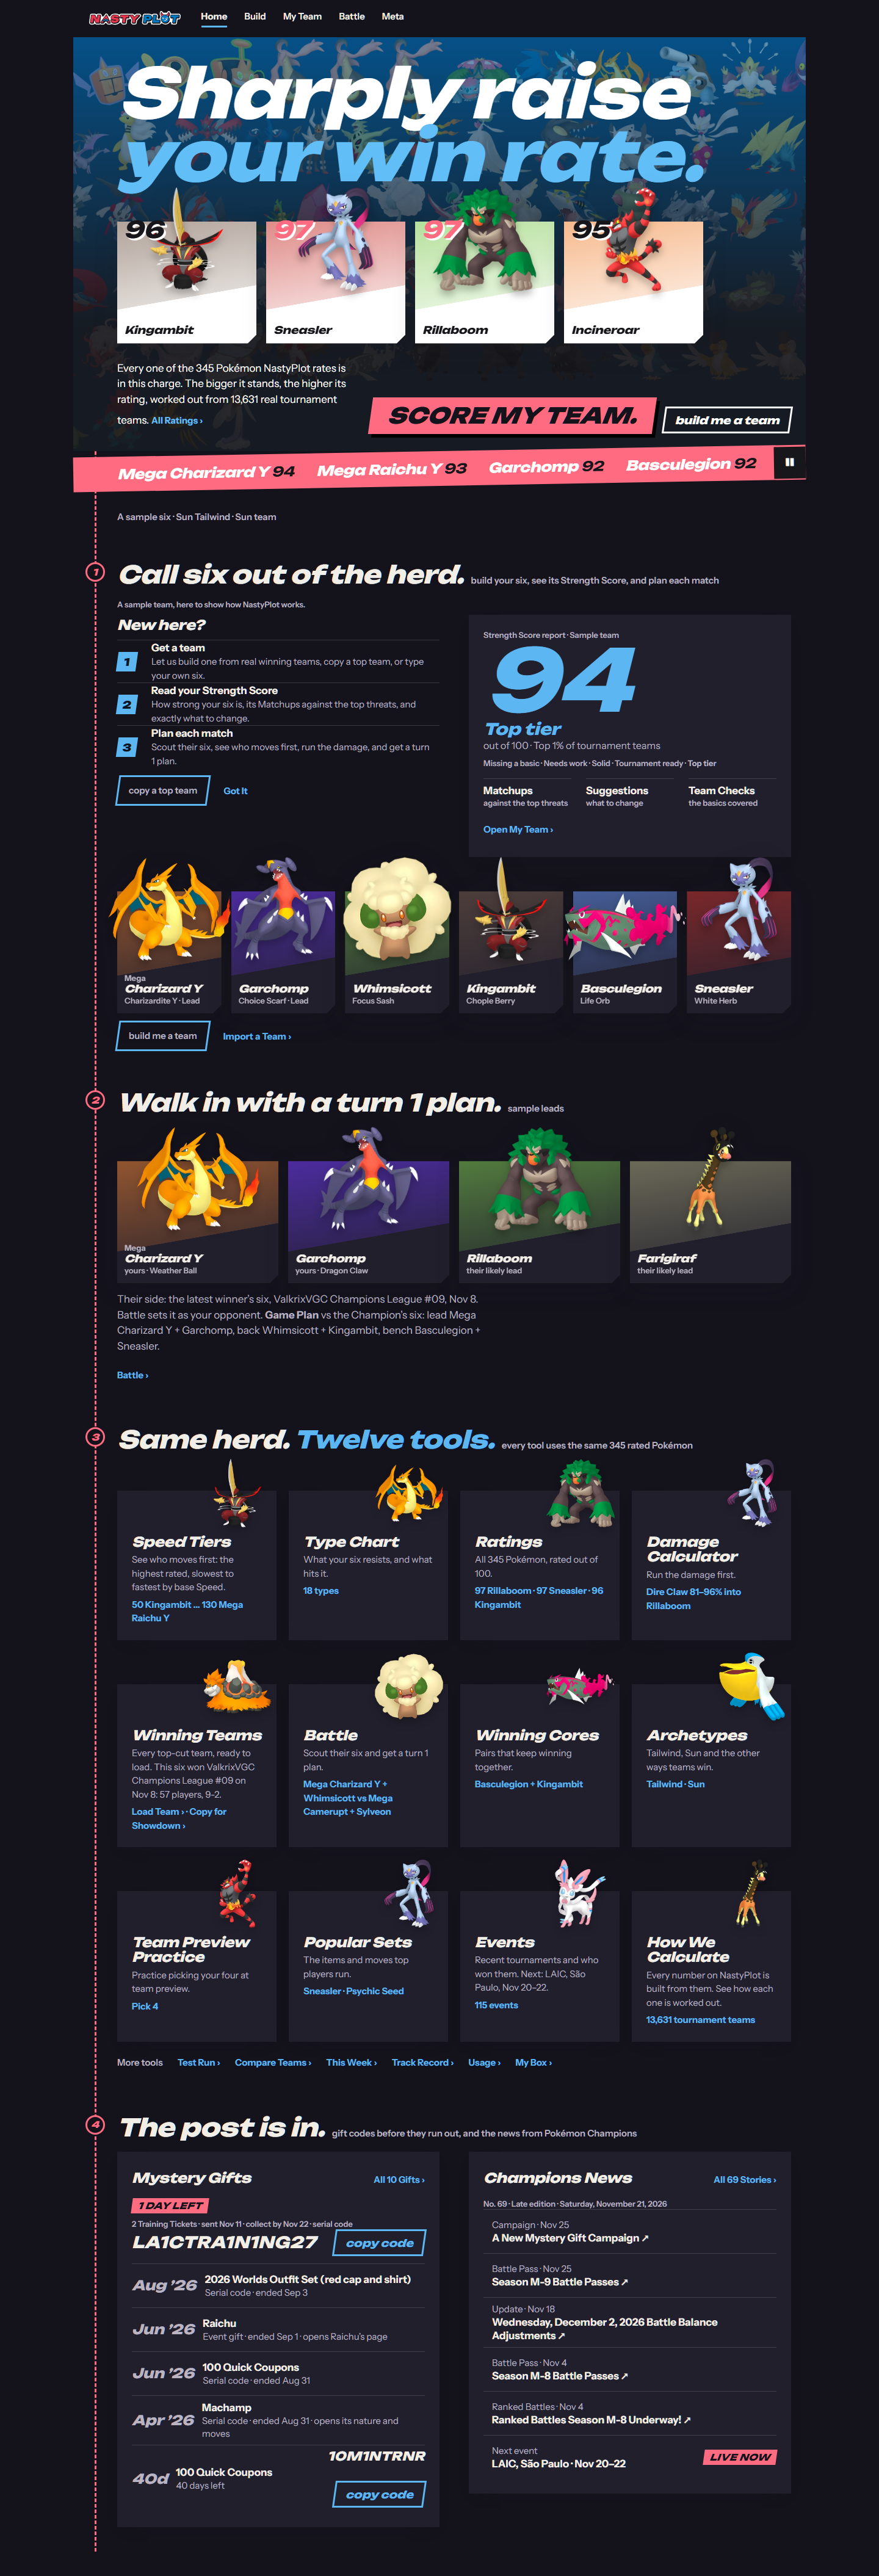 NASTY PLOT
Home
Build
My Team
Battle
Meta
Sharply raise
your win rate.
96
Kingambit
97
Sneasler
97
Rillaboom
95
Incineroar
Every one of the 345 Pokémon NastyPlot rates is
in this charge. The bigger it stands, the higher its
rating, worked out from 13,631 real tournament
teams. All Ratings ›
SCORE MY TEAM.
build me a team
Mega Charizard Y 94
Mega Raichu Y 93
Garchomp 92
Basculegion 92
A sample six · Sun Tailwind · Sun team
1
Call six out of the herd. build your six, see its Strength Score, and plan each match
A sample team, here to show how NastyPlot works.
New here?
1
Get a team
Let us build one from real winning teams, copy a top team, or type
your own six.
2
Read your Strength Score
How strong your six is, its Matchups against the top threats, and
exactly what to change.
3
Plan each match
Scout their six, see who moves first, run the damage, and get a turn
1 plan.
copy a top team
Got It
Strength Score report · Sample team
94
Top tier
out of 100 · Top 1% of tournament teams
Missing a basic · Needs work · Solid · Tournament ready · Top tier
Matchups
against the top threats
Suggestions
what to change
Team Checks
the basics covered
Open My Team ›
Mega
Charizard Y
Charizardite Y · Lead
Garchomp
Choice Scarf · Lead
Whimsicott
Focus Sash
Kingambit
Chople Berry
Basculegion
Life Orb
Sneasler
White Herb
build me a team
Import a Team ›
2
Walk in with a turn 1 plan. sample leads
Mega
Charizard Y
yours · Weather Ball
Garchomp
yours · Dragon Claw
Rillaboom
their likely lead
Farigiraf
their likely lead
Their side: the latest winner's six, ValkrixVGC Champions League #09, Nov 8.
Battle sets it as your opponent. Game Plan vs the Champion's six: lead Mega
Charizard Y + Garchomp, back Whimsicott + Kingambit, bench Basculegion +
Sneasler.
Battle ›
3
Same herd. Twelve tools. every tool uses the same 345 rated Pokémon
Speed Tiers
See who moves first: the
highest rated, slowest to
fastest by base Speed.
50 Kingambit ... 130 Mega
Raichu Y
Type Chart
What your six resists, and what
hits it.
18 types
Ratings
All 345 Pokémon, rated out of
100.
97 Rillaboom · 97 Sneasler · 96
Kingambit
Damage
Calculator
Run the damage first.
Dire Claw 81–96% into
Rillaboom
Winning Teams
Every top-cut team, ready to
load. This six won ValkrixVGC
Champions League #09 on
Nov 8: 57 players, 9-2.
Load Team › · Copy for
Showdown ›
Battle
Scout their six and get a turn 1
plan.
Mega Charizard Y +
Whimsicott vs Mega
Camerupt + Sylveon
Winning Cores
Pairs that keep winning
together.
Basculegion + Kingambit
Archetypes
Tailwind, Sun and the other
ways teams win.
Tailwind · Sun
Team Preview
Practice
Practice picking your four at
team preview.
Pick 4
Popular Sets
The items and moves top
players run.
Sneasler · Psychic Seed
Events
Recent tournaments and who
won them. Next: LAIC, São
Paulo, Nov 20–22.
115 events
How We
Calculate
Every number on NastyPlot is
built from them. See how each
one is worked out.
13,631 tournament teams
More tools
Test Run ›
Compare Teams ›
This Week ›
Track Record ›
Usage ›
My Box ›
4
The post is in. gift codes before they run out, and the news from Pokémon Champions
Mystery Gifts
All 10 Gifts ›
1 DAY LEFT
2 Training Tickets · sent Nov 11 · collect by Nov 22 · serial code
LA1CTRA1N1NG27
copy code
Aug '26
2026 Worlds Outfit Set (red cap and shirt)
Serial code · ended Sep 3
Jun '26
Raichu
Event gift · ended Sep 1 · opens Raichu's page
Jun '26
100 Quick Coupons
Serial code · ended Aug 31
Apr '26
Machamp
Serial code · ended Aug 31 · opens its nature and
moves
40d
100 Quick Coupons
40 days left
10M1NTRNR
copy code
Champions News
All 69 Stories ›
No. 69 · Late edition · Saturday, November 21, 2026
Campaign · Nov 25
A New Mystery Gift Campaign ↗
Battle Pass · Nov 25
Season M-9 Battle Passes ↗
Update · Nov 18
Wednesday, December 2, 2026 Battle Balance
Adjustments ↗
Battle Pass · Nov 4
Season M-8 Battle Passes ↗
Ranked Battles · Nov 4
Ranked Battles Season M-8 Underway! ↗
Next event
LAIC, São Paulo · Nov 20–22
LIVE NOW